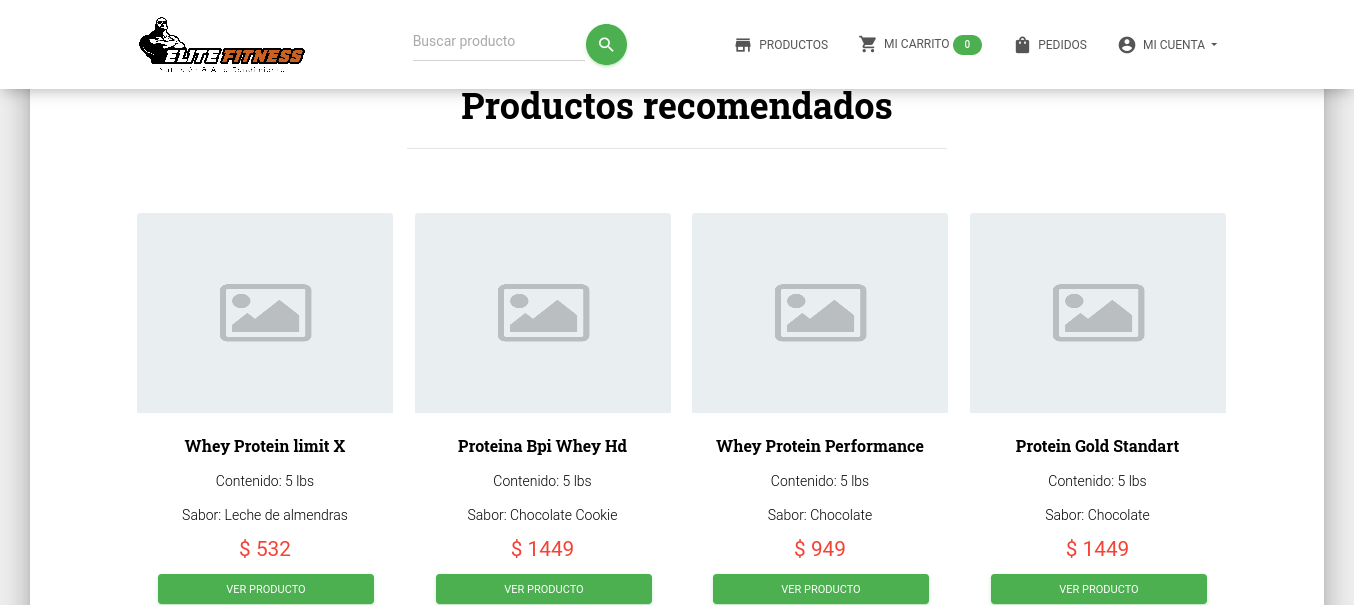 ELITE FITNESS
Buscar producto
PRODUCTOS
MI CARRITO 0
PEDIDOS
MI CUENTA
Productos recomendados
Whey Protein limit X
Contenido: 5 lbs
Sabor: Leche de almendras
$ 532
VER PRODUCTO
Proteina Bpi Whey Hd
Contenido: 5 lbs
Sabor: Chocolate Cookie
$ 1449
VER PRODUCTO
Whey Protein Performance
Contenido: 5 lbs
Sabor: Chocolate
$ 949
VER PRODUCTO
Protein Gold Standart
Contenido: 5 lbs
Sabor: Chocolate
$ 1449
VER PRODUCTO